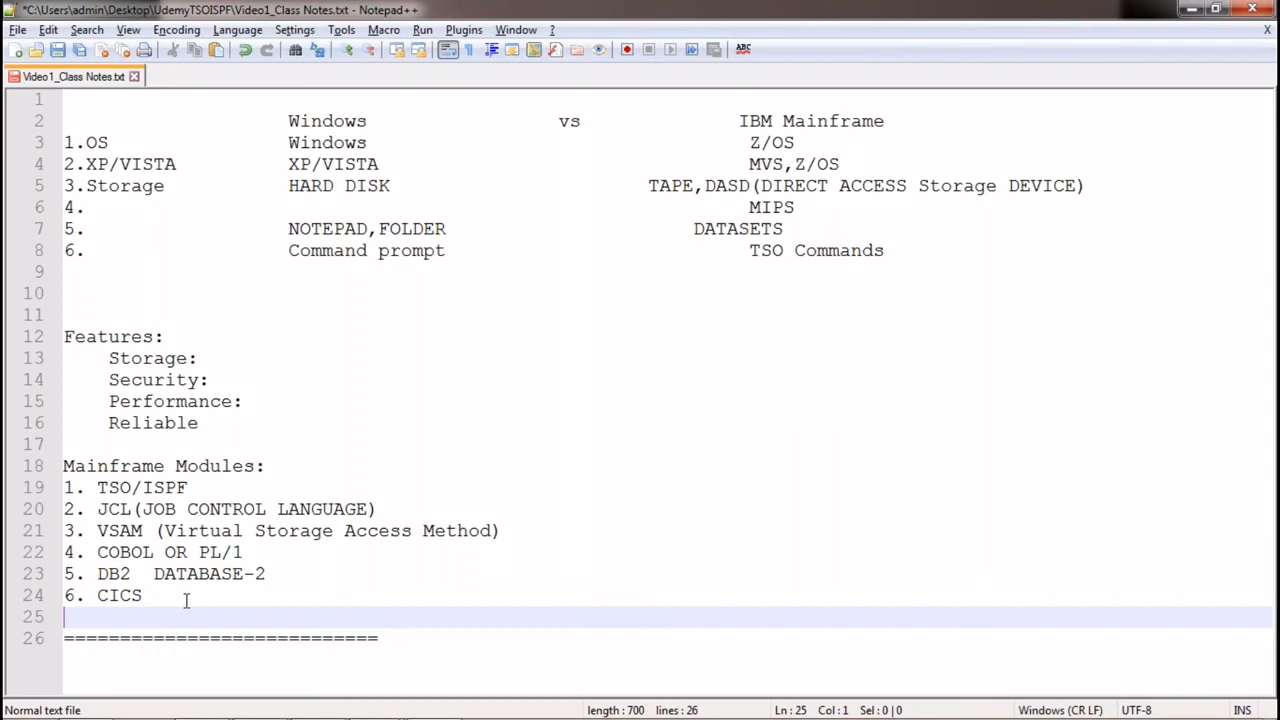 *C:\Users\admin\Desktop\UdemyTSOISPF\Video1_Class Notes.txt - Notepad++
File Edit Search View Encoding Language Settings Tools Macro Run Plugins Window ? X
ABC
Video1_Class Notes.txt
1
2 Windows vs IBM Mainframe
3 1.OS Windows Z/OS
4 2.XP/VISTA XP/VISTA MVS,Z/OS
5 3.Storage HARD DISK TAPE,DASD(DIRECT ACCESS Storage DEVICE)
6 4. MIPS
7 5. NOTEPAD,FOLDER DATASETS
8 6. Command prompt TSO Commands
9
10
11
12 Features:
13 Storage:
14 Security:
15 Performance:
16 Reliable
17
18 Mainframe Modules:
19 1. TSO/ISPF
20 2. JCL(JOB CONTROL LANGUAGE)
21 3. VSAM (Virtual Storage Access Method)
22 4. COBOL OR PL/1
23 5. DB2 DATABASE-2
24 6. CICS
25
26 ============================
Normal text file length : 700 lines : 26 Ln : 25 Col : 1 Sel : 0 | 0 Windows (CR LF) UTF-8 INS